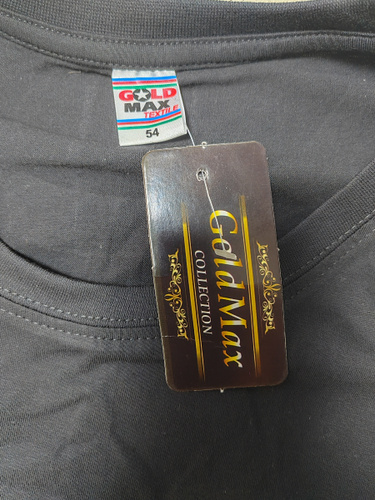 GOLD
MAX
TEXTILE
54
Gold Max
COLLECTION